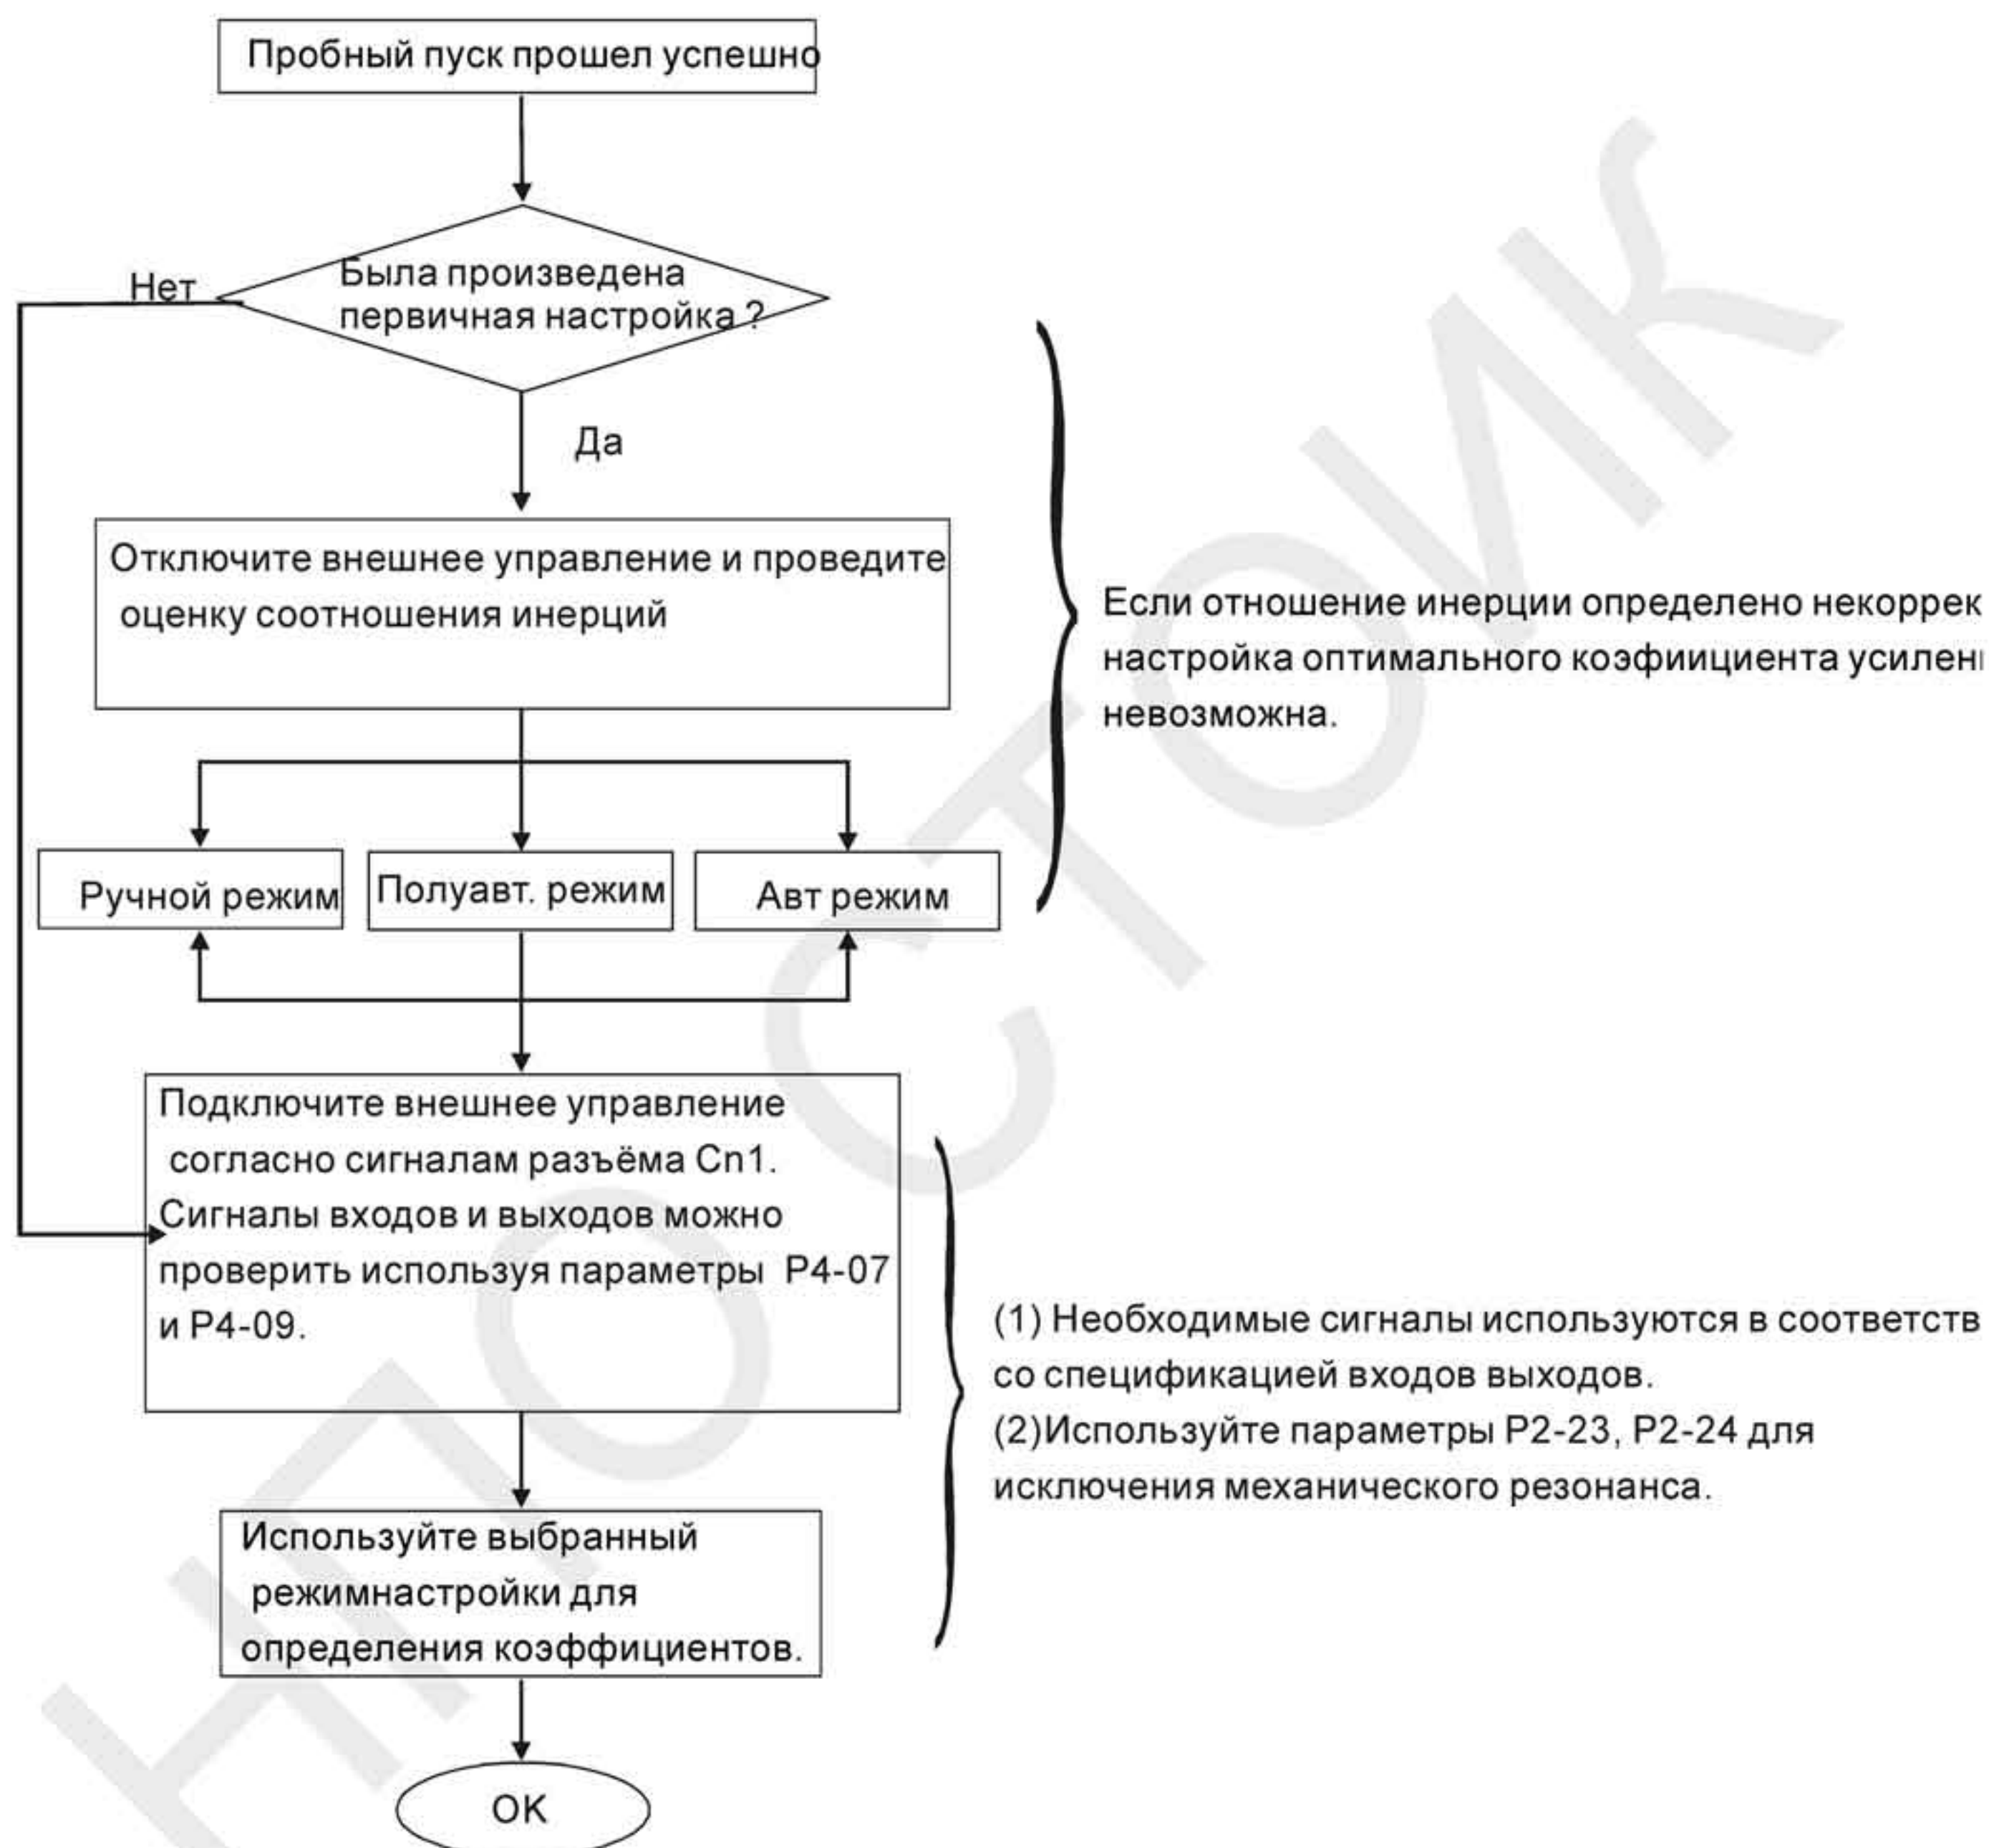 Пробный пуск прошел успешно
Нет
Была произведена
первичная настройка ?
Да
Отключите внешнее управление и проведите
оценку соотношения инерций
Если отношение инерции определено некоррек
настройка оптимального коэфиициента усилен
невозможна.
Ручной режим
Полуавт. режим
Авт режим
Подключите внешнее управление
согласно сигналам разъёма Cn1.
Сигналы входов и выходов можно
проверить используя параметры P4-07
и P4-09.
(1) Необходимые сигналы используются в соответств
со спецификацией входов выходов.
(2)Используйте параметры P2-23, P2-24 для
исключения механического резонанса.
Используйте выбранный
режимнастройки для
определения коэффициентов.
OK
НПО СТОИК